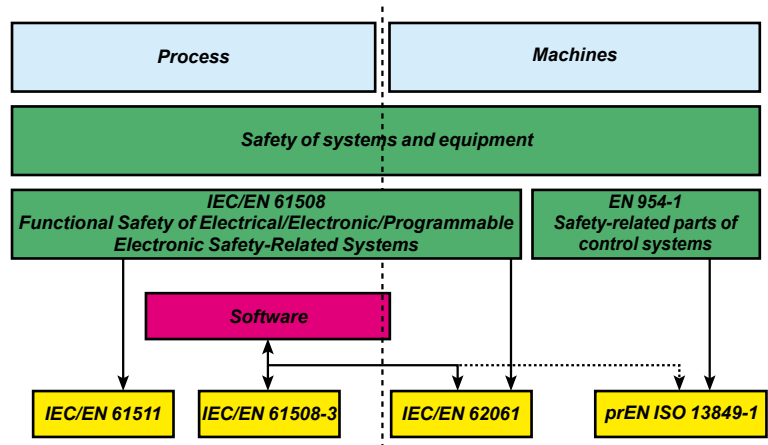 Process
Machines
Safety of systems and equipment
IEC/EN 61508
Functional Safety of Electrical/Electronic/Programmable
Electronic Safety-Related Systems
EN 954-1
Safety-related parts of
control systems
Software
IEC/EN 61511
IEC/EN 61508-3
IEC/EN 62061
prEN ISO 13849-1